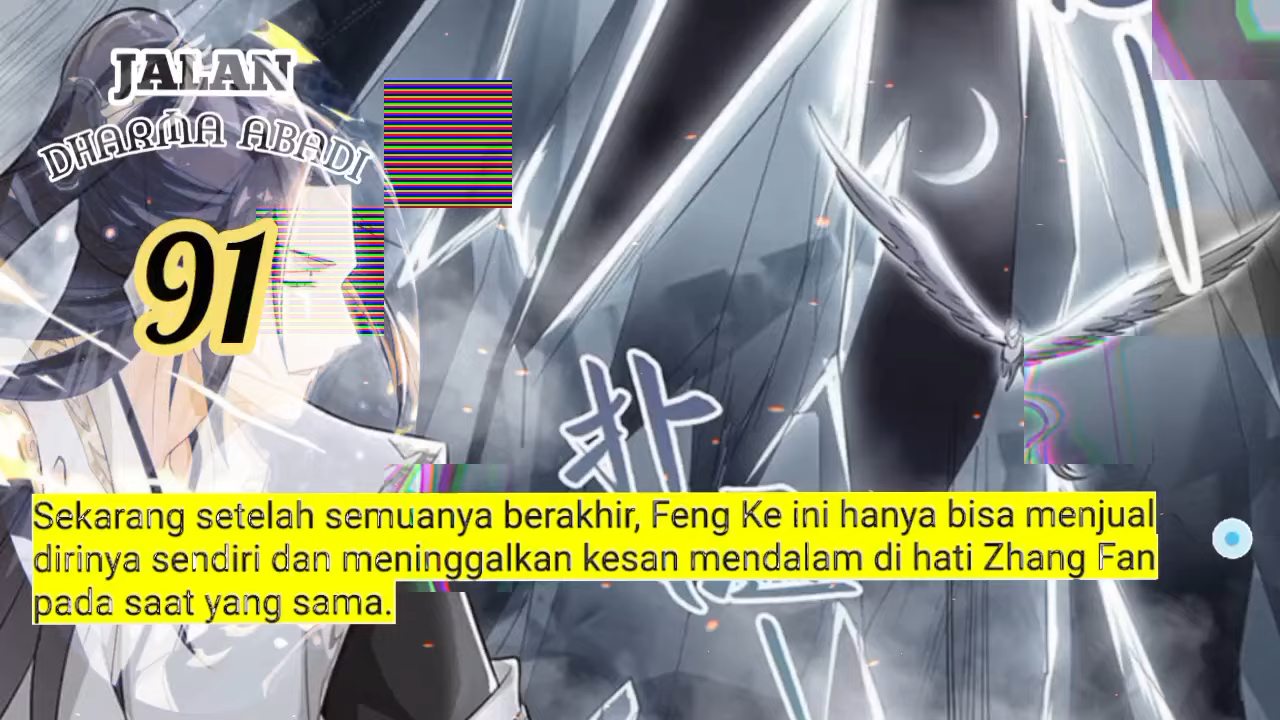 JALAN
DHARMA ABADI
91
扑
Sekarang setelah semuanya berakhir, Feng Ke ini hanya bisa menjual
dirinya sendiri dan meninggalkan kesan mendalam di hati Zhang Fan
pada saat yang sama.